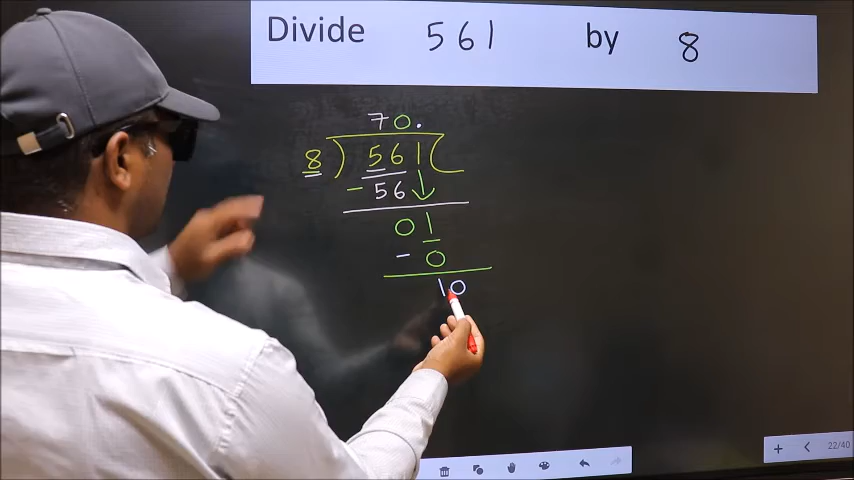 Divide 561 by 8
70.
8 ) 561 (
- 56 ↓
01
- 0
10
22/40